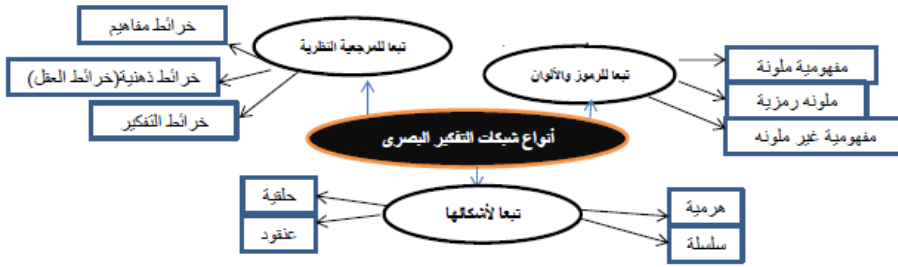 خرائط مفاهيم
تبعا للمرجعية النظرية
خرائط ذهنية(خرائط العقل)
خرائط التفكير
تبعا للرموز والألوان
مفهومية ملونة
ملونه رمزية
مفهومية غير ملونه
أنواع شبكات التفكير البصرى
حلقية
تبعا لأشكالها
هرمية
عنقود
سلسلة